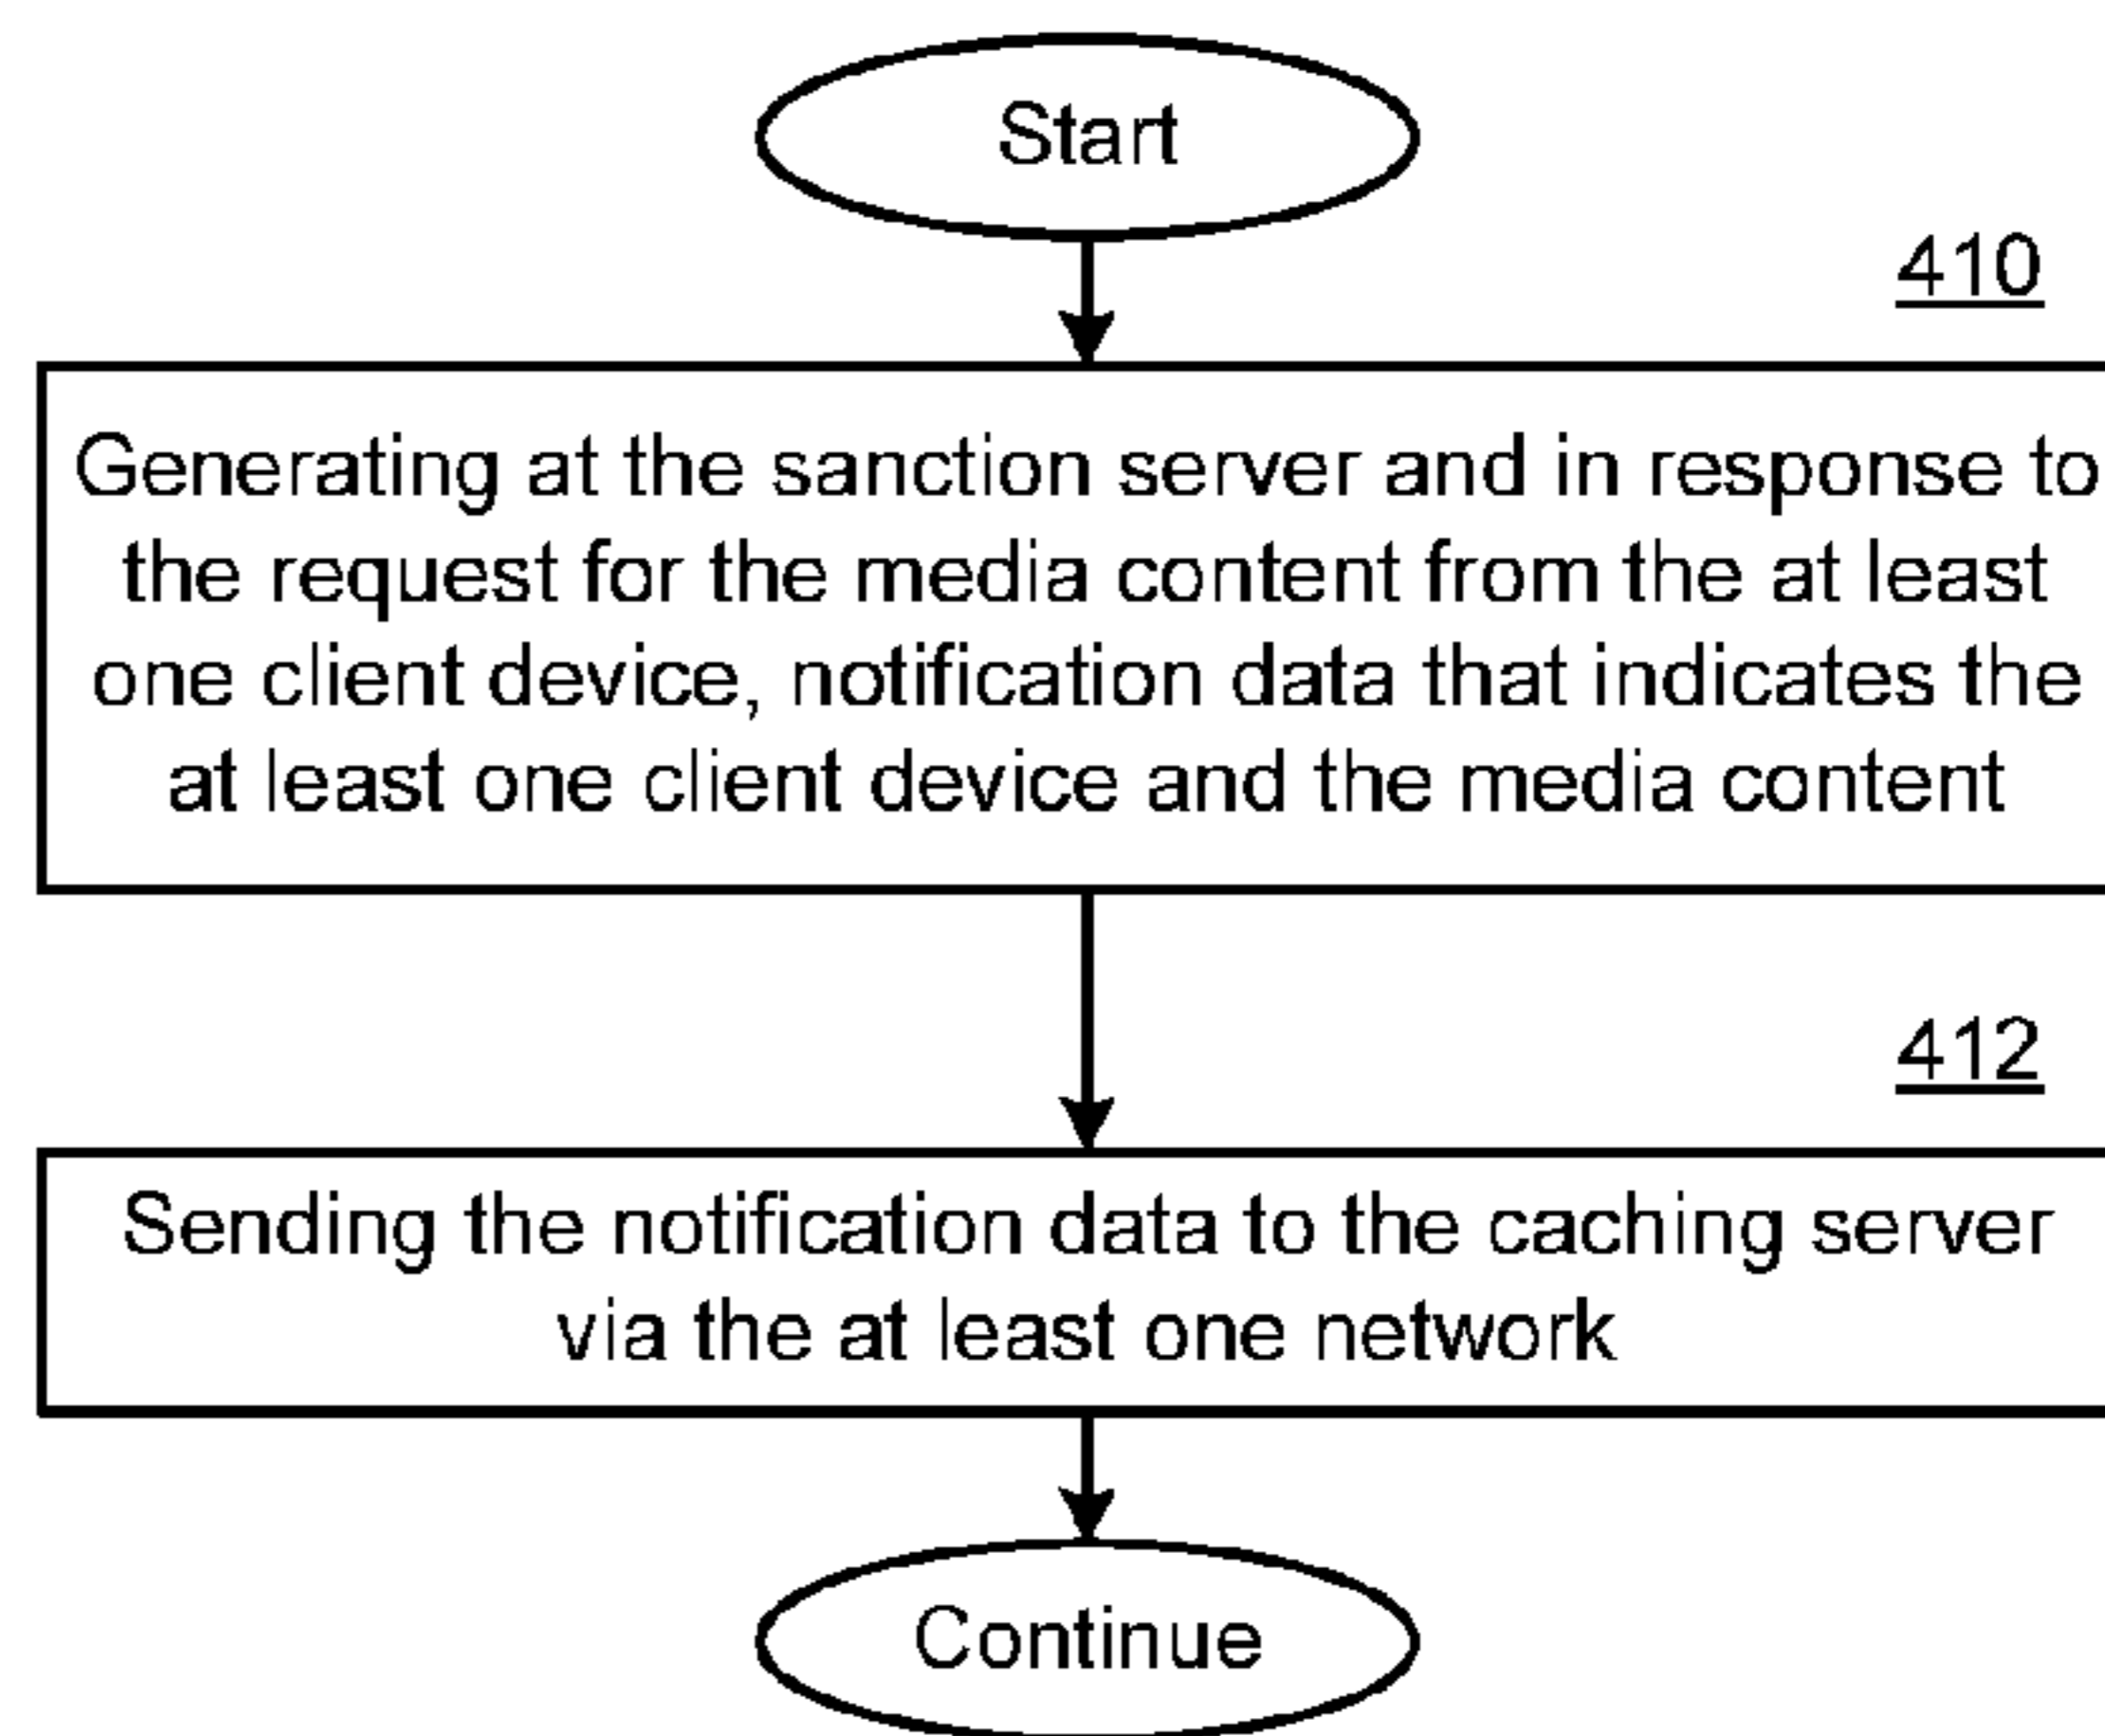 Start
410
Generating at the sanction server and in response to
the request for the media content from the at least
one client device, notification data that indicates the
at least one client device and the media content
412
Sending the notification data to the caching server
via the at least one network
Continue